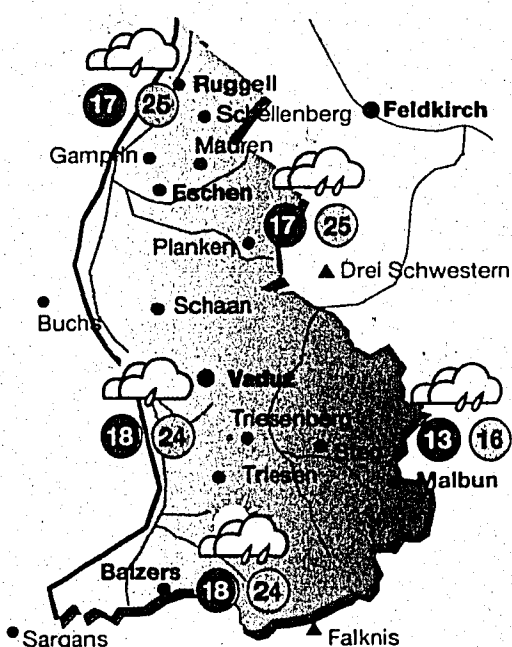 Ruggell
17 25
Schellenberg
Feldkirch
Mauren
Gamprin
Eschen
17 25
Planken
Drei Schwestern
Schaan
Buchs
Vaduz
Triesenberg
18 24
13 16
Steg
Triesen
Malbun
Balzers
18 24
Sargans
Falknis